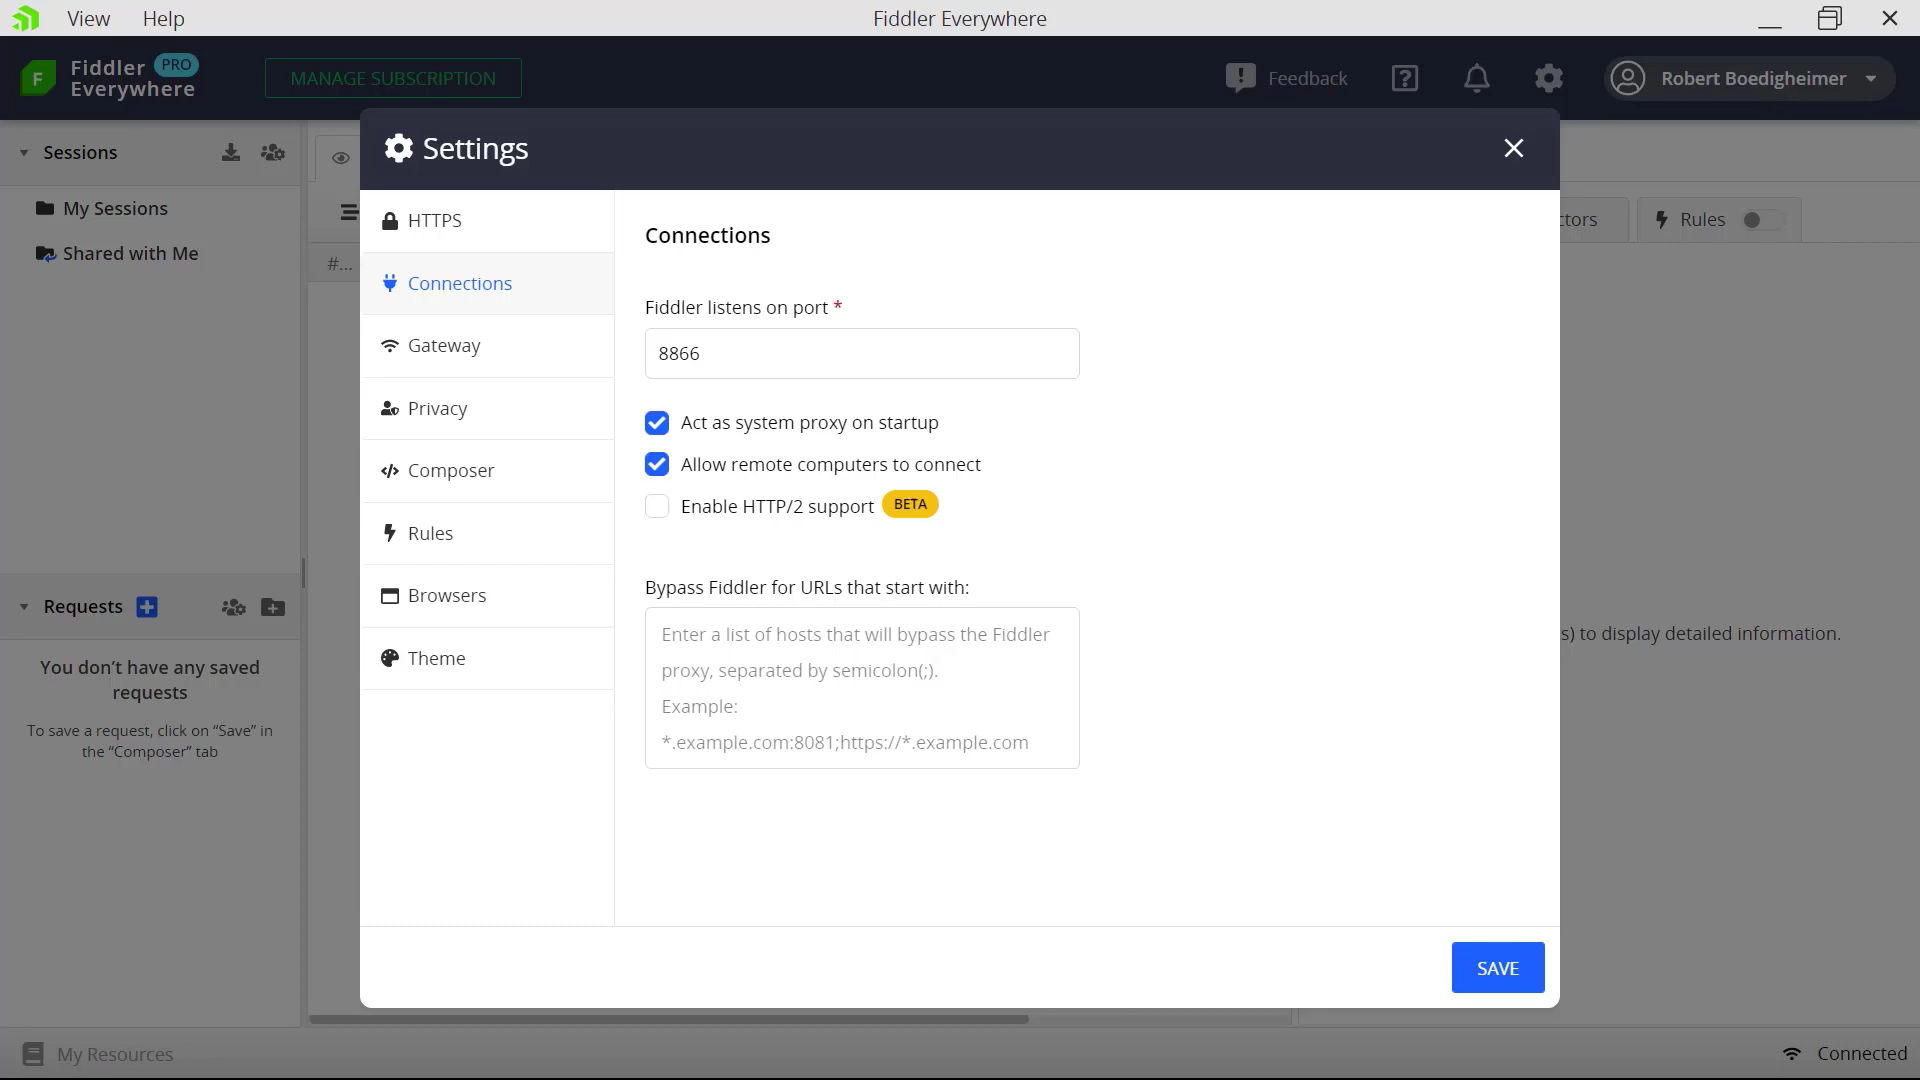 View Help Fiddler Everywhere
Fiddler PRO
Everywhere
MANAGE SUBSCRIPTION
Feedback
Robert Boedigheimer
Sessions
My Sessions
Shared with Me
#...
ctors
Rules
s) to display detailed information.
Requests
You don’t have any saved
requests
To save a request, click on “Save” in
the “Composer” tab
Settings
HTTPS
Connections
Gateway
Privacy
Composer
Rules
Browsers
Theme
Connections
Fiddler listens on port *
8866
Act as system proxy on startup
Allow remote computers to connect
Enable HTTP/2 support BETA
Bypass Fiddler for URLs that start with:
Enter a list of hosts that will bypass the Fiddler
proxy, separated by semicolon(;).
Example:
*.example.com:8081;https://*.example.com
SAVE
My Resources
Connected